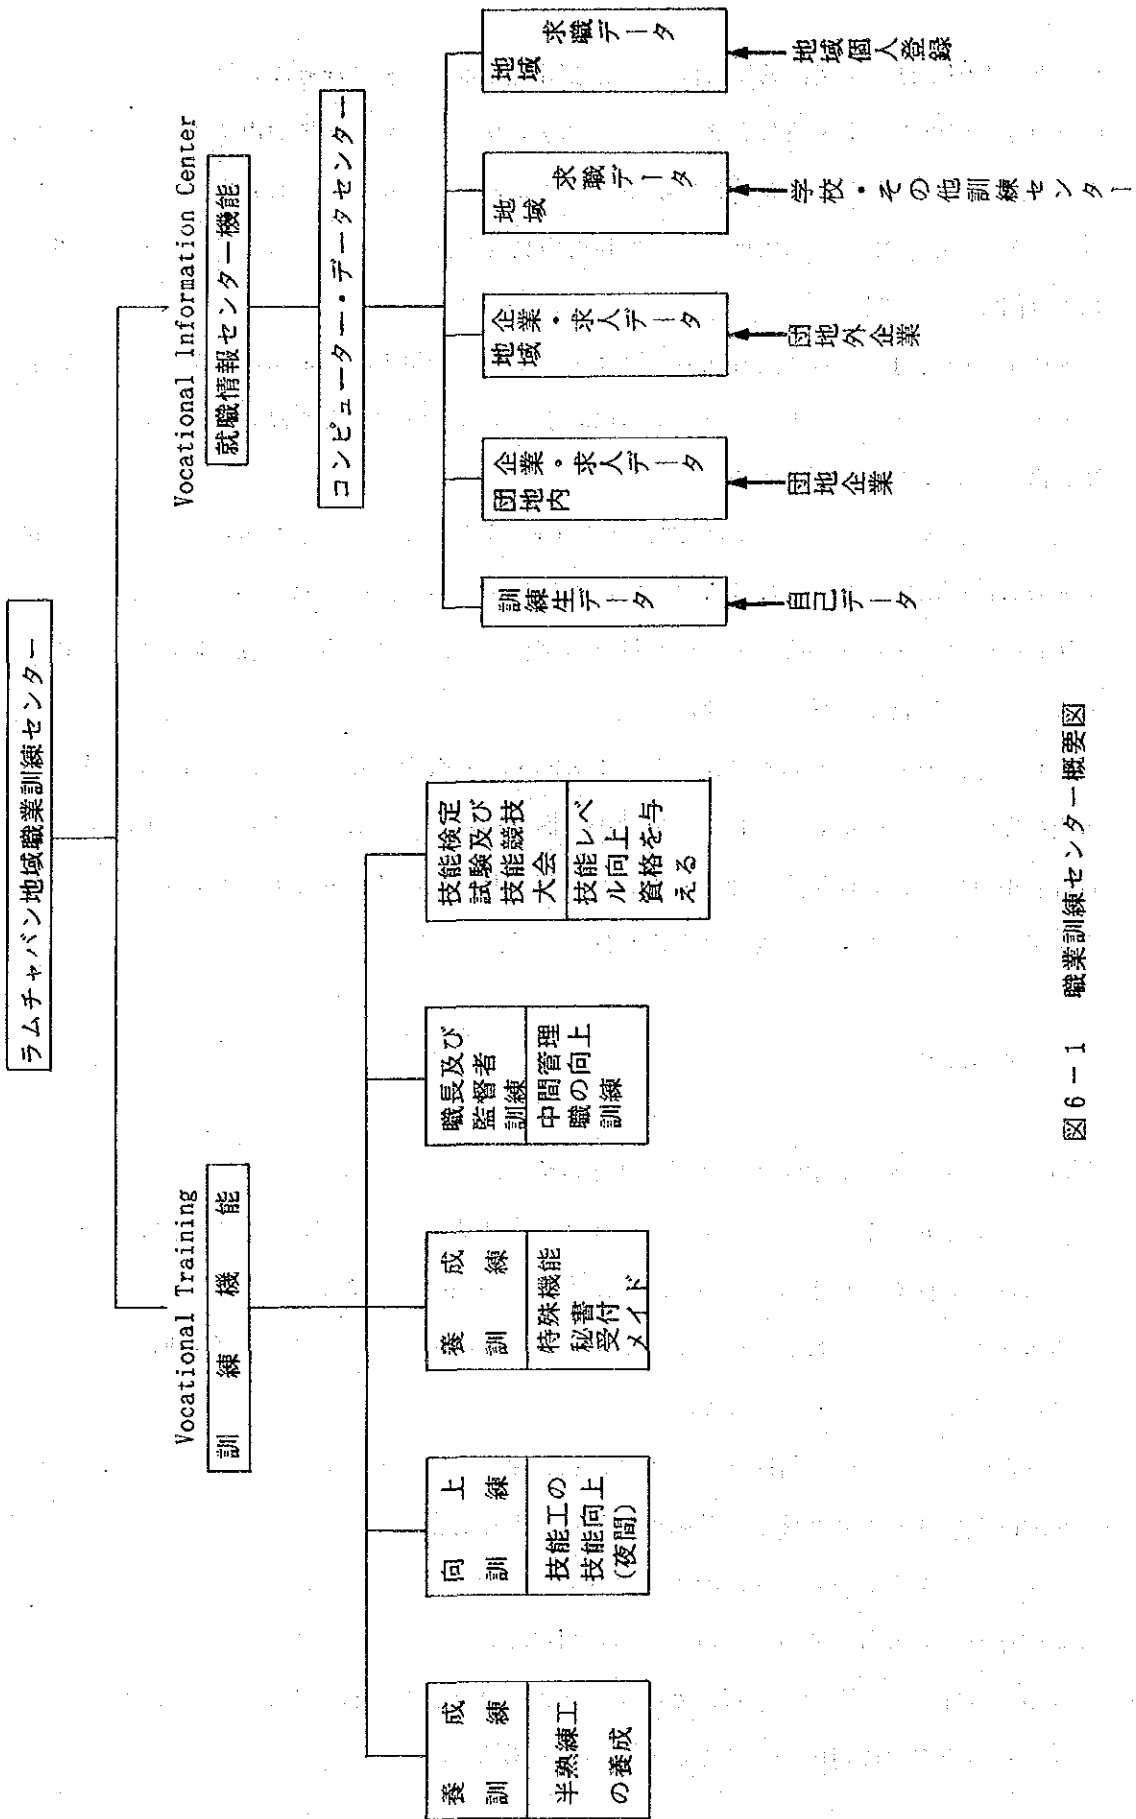 ラムチャバン地域職業訓練センター
Vocational Training
訓練機能
養成
訓練
半熟練工
の養成
向上
訓練
技能工の
技能向上
(夜間)
養成
訓練
特殊機能
秘書
受付
メイド
職長及び
監督者
訓練
中間管理
職の向上
訓練
技能検定
試験及び
技能競技
大会
技能レベ
ル向上
資格を与
える
Vocational Information Center
就職情報センター機能
コンピューター・データセンター
訓練生データ
自己データ
団地内
企業・求人データ
団地企業
地域
企業・求人データ
団地外企業
地域
求職データ
学校・その他訓練センター
地域
求職データ
地域個人登録
図6-1 職業訓練センター概要図